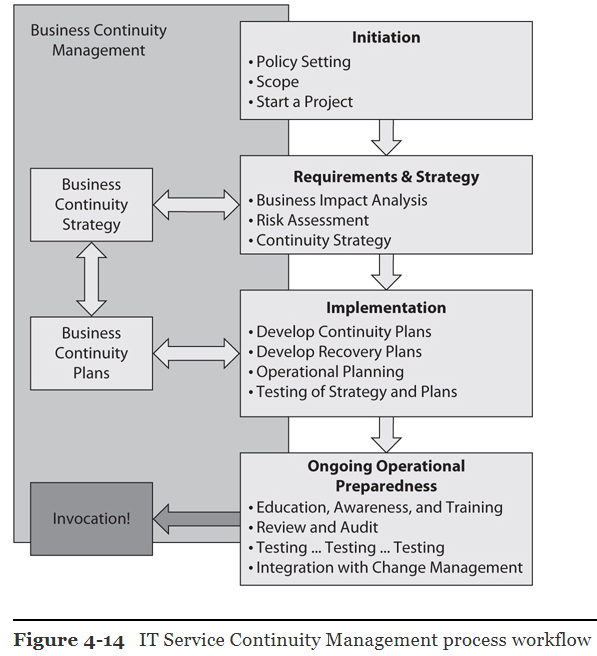 Business Continuity
Management
Initiation
• Policy Setting
• Scope
• Start a Project
Requirements & Strategy
• Business Impact Analysis
• Risk Assessment
• Continuity Strategy
Business
Continuity
Strategy
Implementation
• Develop Continuity Plans
• Develop Recovery Plans
• Operational Planning
• Testing of Strategy and Plans
Business
Continuity
Plans
Ongoing Operational
Preparedness
• Education, Awareness, and Training
• Review and Audit
• Testing ... Testing ... Testing
• Integration with Change Management
Invocation!
Figure 4-14 IT Service Continuity Management process workflow